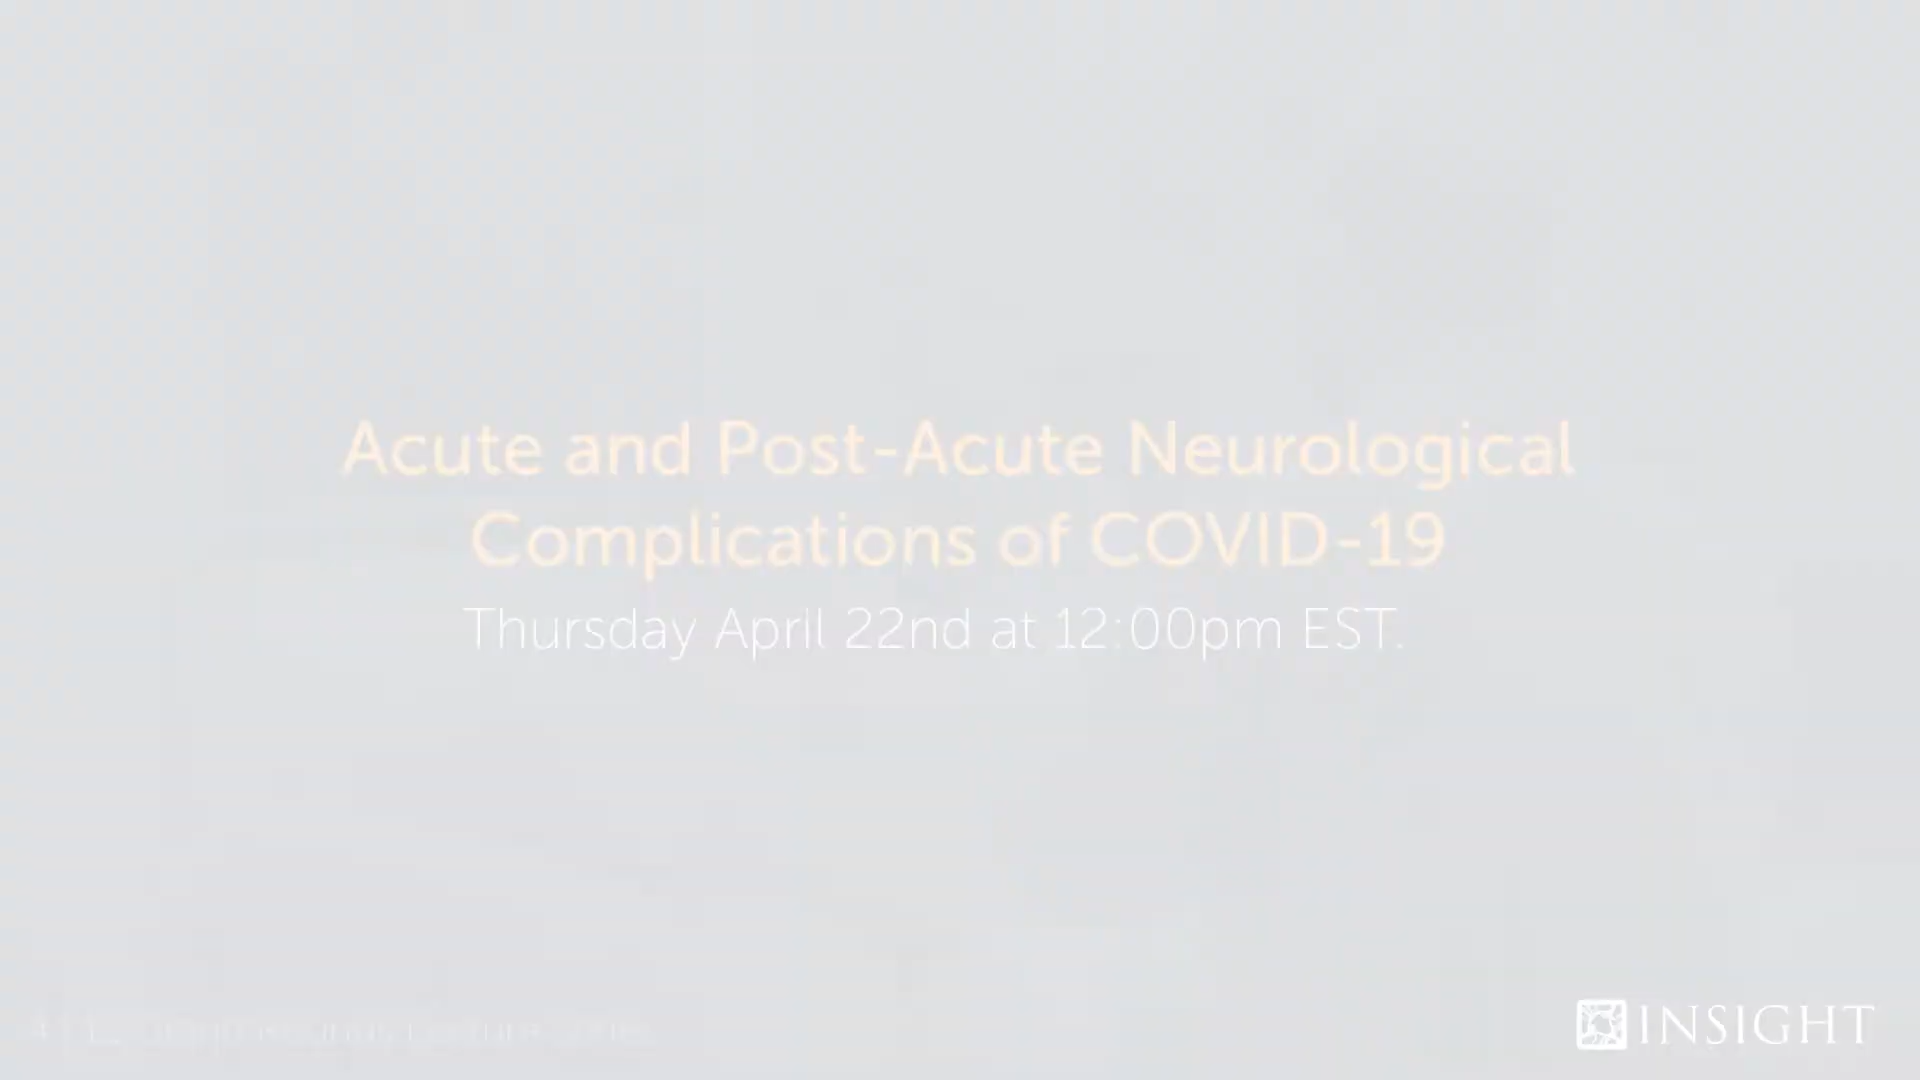 Acute and Post-Acute Neurological
Complications of COVID-19
Thursday April 22nd at 12:00pm EST.
INSIGHT